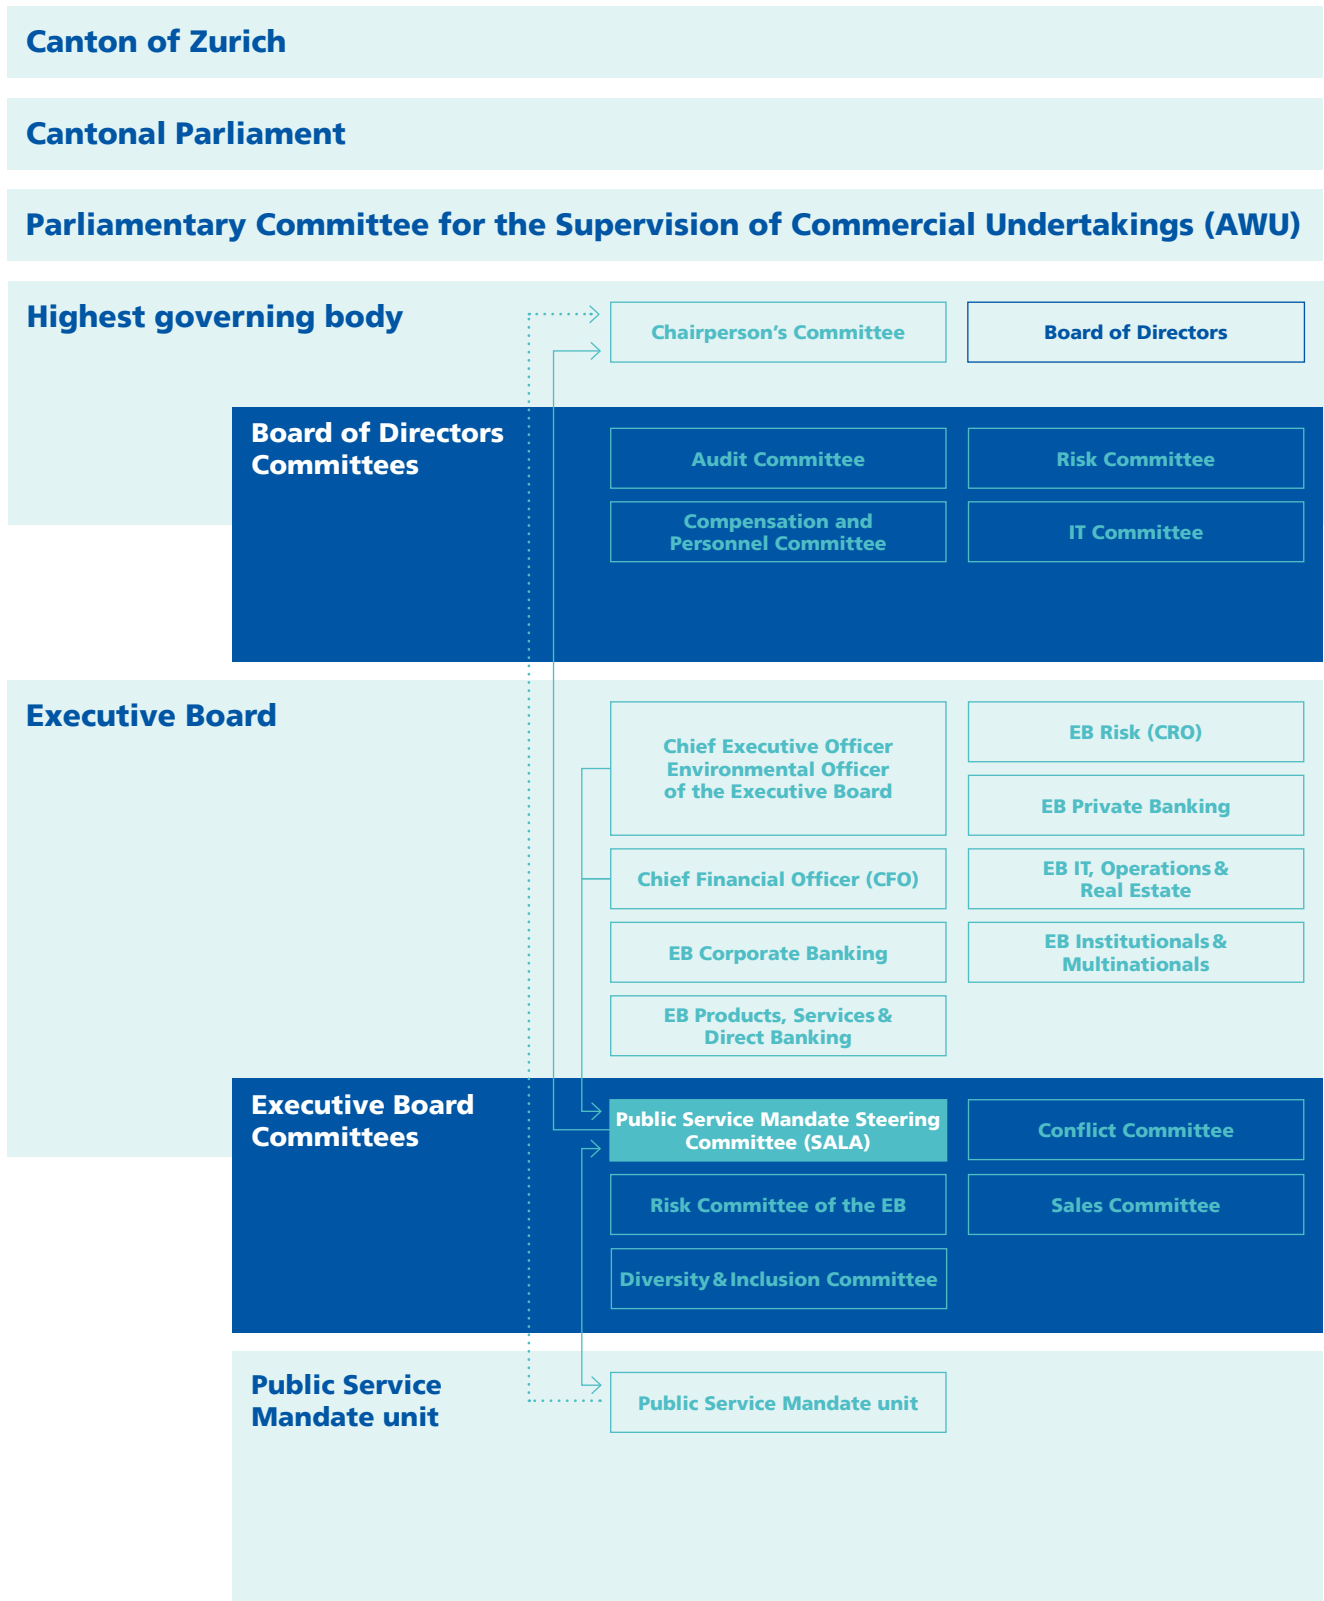 Canton of Zurich
Cantonal Parliament
Parliamentary Committee for the Supervision of Commercial Undertakings (AWU)
Highest governing body
Chairperson's Committee
Board of Directors
Board of Directors
Committees
Audit Committee
Risk Committee
Compensation and
Personnel Committee
IT Committee
Executive Board
Chief Executive Officer
Environmental Officer
of the Executive Board
EB Risk (CRO)
EB Private Banking
Chief Financial Officer (CFO)
EB IT, Operations &
Real Estate
EB Corporate Banking
EB Institutionals &
Multinationals
EB Products, Services &
Direct Banking
Executive Board
Committees
Public Service Mandate Steering
Committee (SALA)
Conflict Committee
Risk Committee of the EB
Sales Committee
Diversity & Inclusion Committee
Public Service
Mandate unit
Public Service Mandate unit